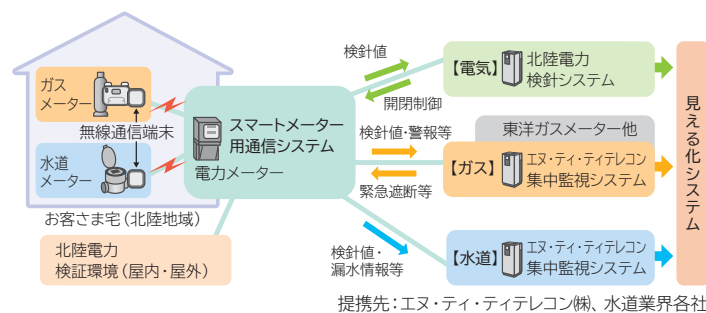 ガス
メーター
無線通信端末
水道
メーター
お客さま宅（北陸地域）
北陸電力
検証環境（屋内・屋外）
スマートメーター
用通信システム
電力メーター
検針値
開閉制御
検針値・警報等
緊急遮断等
検針値・
漏水情報等
【電気】
北陸電力
検針システム
東洋ガスメーター他
【ガス】
エヌ・ティ・ティテレコン
集中監視システム
【水道】
エヌ・ティ・ティテレコン
集中監視システム
見える化システム
提携先：エヌ・ティ・ティテレコン㈱、水道業界各社